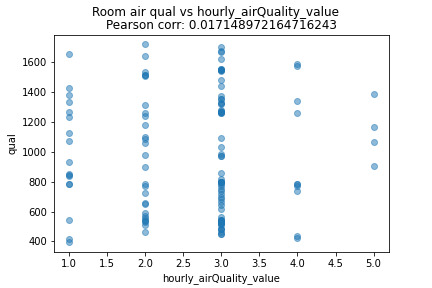 Room air qual vs hourly_airQuality_value
Pearson corr: 0.017148972164716243
1600
1400
1200
1000
800
600
400
qual
1.0 1.5 2.0 2.5 3.0 3.5 4.0 4.5 5.0
hourly_airQuality_value